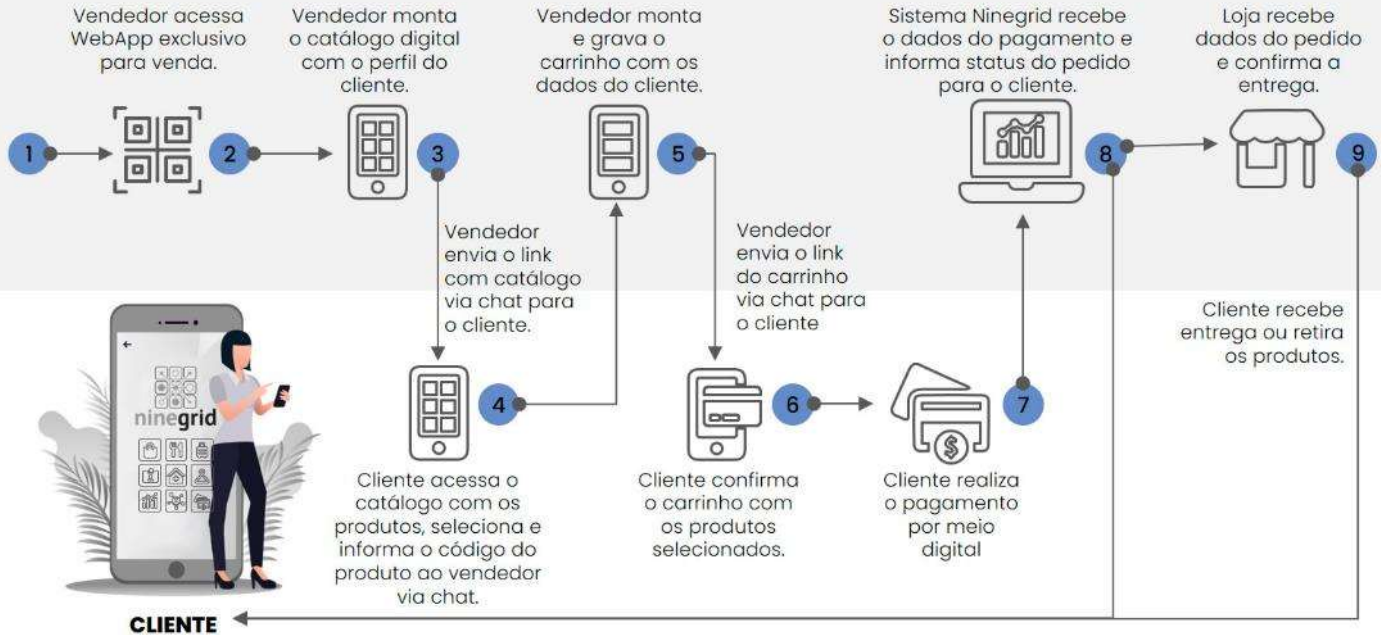 Vendedor acessa
WebApp exclusivo
para venda.
Vendedor monta
o catálogo digital
com o perfil do
cliente.
Vendedor monta
e grava o
carrinho com os
dados do cliente.
Sistema Ninegrid recebe
o dados do pagamento e
informa status do pedido
para o cliente.
Loja recebe
dados do pedido
e confirma a
entrega.
1
2
3
5
8
9
Vendedor
envia o link
com catálogo
via chat para
o cliente.
Vendedor
envia o link
do carrinho
via chat para
o cliente
Cliente recebe
entrega ou retira
os produtos.
ninegrid
4
6
7
Cliente acessa o
catálogo com os
produtos, seleciona e
informa o código do
produto ao vendedor
via chat.
Cliente confirma
o carrinho com
os produtos
selecionados.
Cliente realiza
o pagamento
por meio
digital
CLIENTE